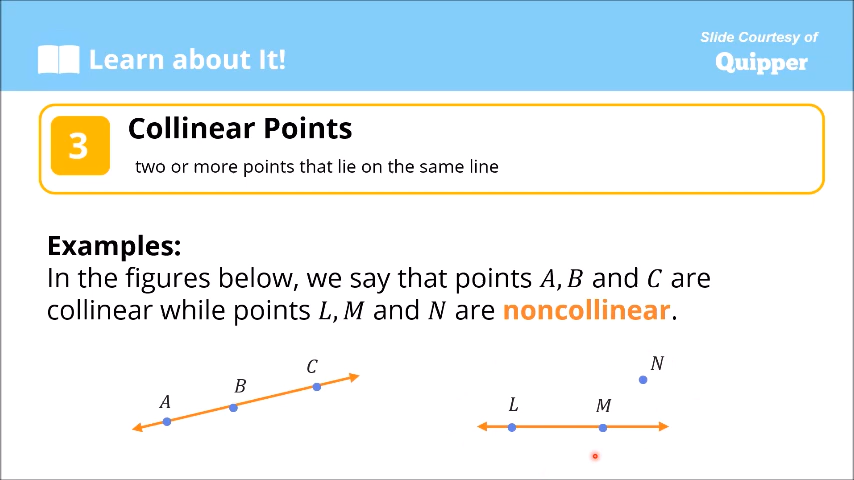 Slide Courtesy of
Quipper
Learn about It!
3
Collinear Points
two or more points that lie on the same line
Examples:
In the figures below, we say that points A, B and C are
collinear while points L, M and N are noncollinear.
A
B
C
L
M
N